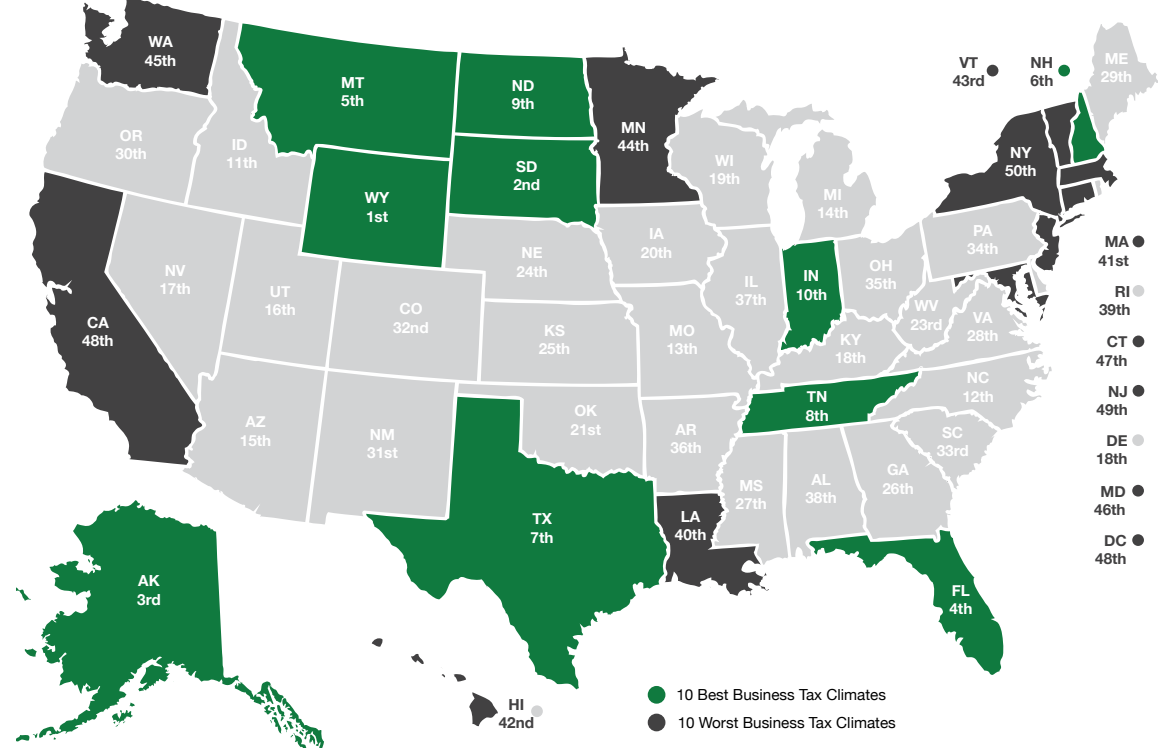 WA
45th
MT
5th
ND
9th
MN
44th
VT
43rd
NH
6th
ME
29th
OR
30th
ID
11th
SD
2nd
WI
19th
NY
50th
WY
1st
MI
14th
NE
24th
IA
20th
PA
34th
MA
41st
NV
17th
UT
16th
CO
32nd
IL
37th
IN
10th
OH
35th
WV
23rd
VA
28th
RI
39th
CA
48th
KS
25th
MO
13th
KY
18th
CT
47th
AZ
15th
NM
31st
OK
21st
AR
36th
TN
8th
NC
12th
NJ
49th
SC
33rd
DE
18th
TX
7th
LA
40th
MS
27th
AL
38th
GA
26th
MD
46th
DC
48th
AK
3rd
FL
4th
HI
42nd
10 Best Business Tax Climates
10 Worst Business Tax Climates